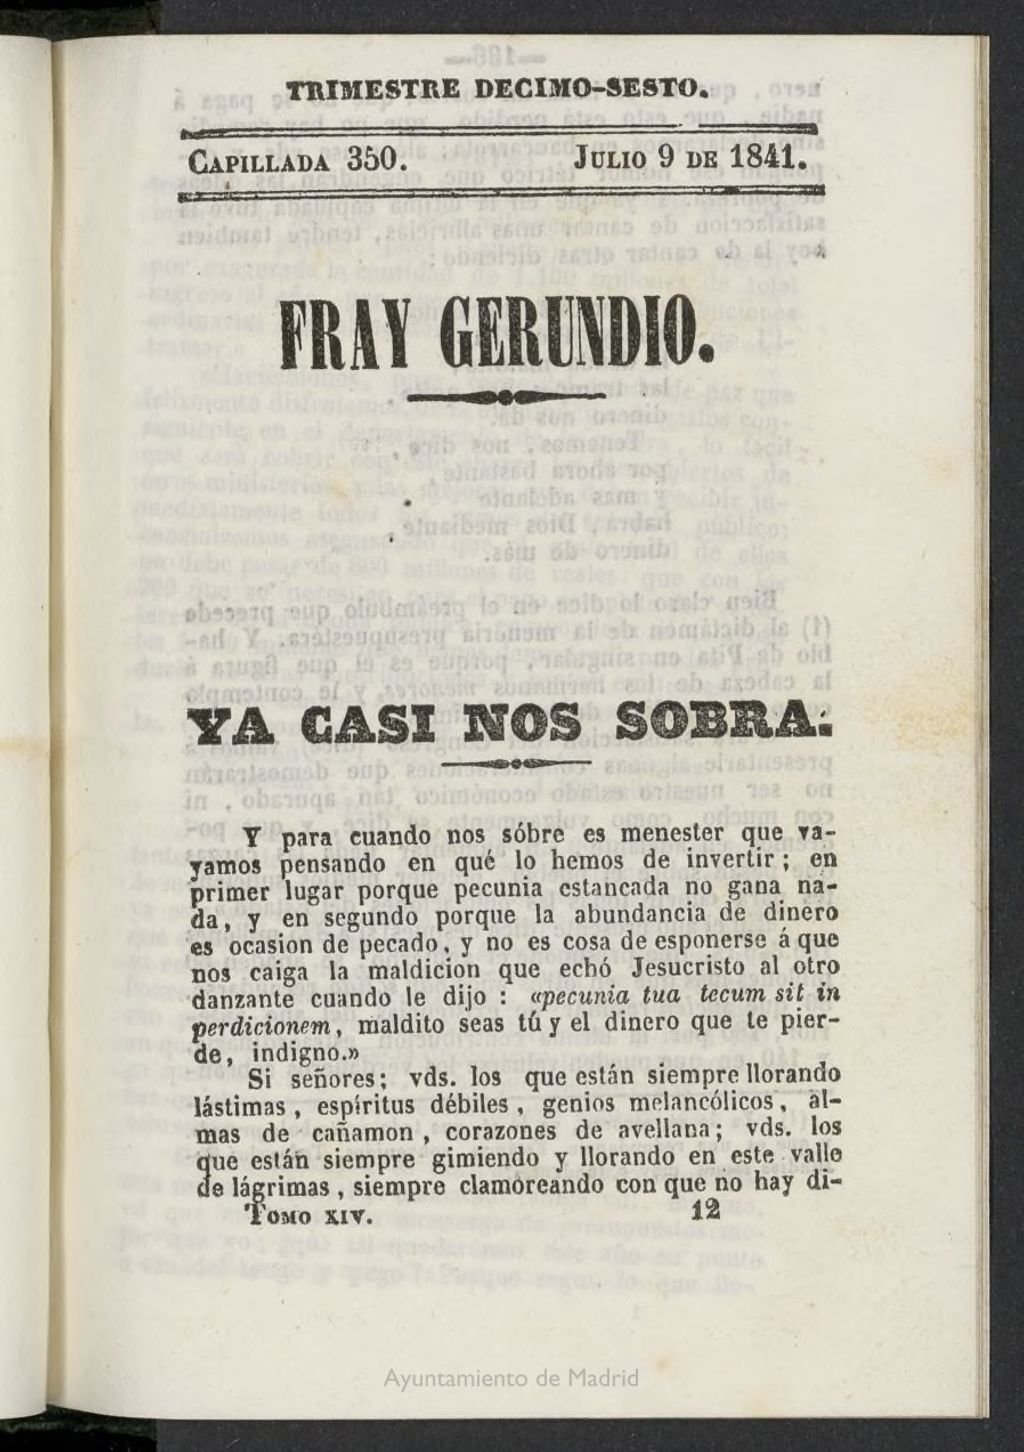 TRIMESTRE DECIMO-SESTO.
CAPILLADA 350. JULIO 9 DE 1841.
FRAY GERUNDIO.
YA CASI NOS SOBRA.
Y para cuando nos sóbre es menester que va-
yamos pensando en qué lo hemos de invertir; en
primer lugar porque pecunia estancada no gana na-
da, y en segundo porque la abundancia de dinero
es ocasion de pecado, y no es cosa de esponerse á que
nos caiga la maldicion que echó Jesucristo al otro
danzante cuando le dijo : «pecunia tua tecum sit in
perdicionem, maldito seas tú y el dinero que te pier-
de, indigno.»
Si señores; vds. los que están siempre llorando
lástimas, espíritus débiles, genios melancólicos, al-
mas de cañamon, corazones de avellana; vds. los
que están siempre gimiendo y llorando en este valle
de lágrimas, siempre clamoreando con que no hay di-
TOMO XIV. 12
Ayuntamiento de Madrid